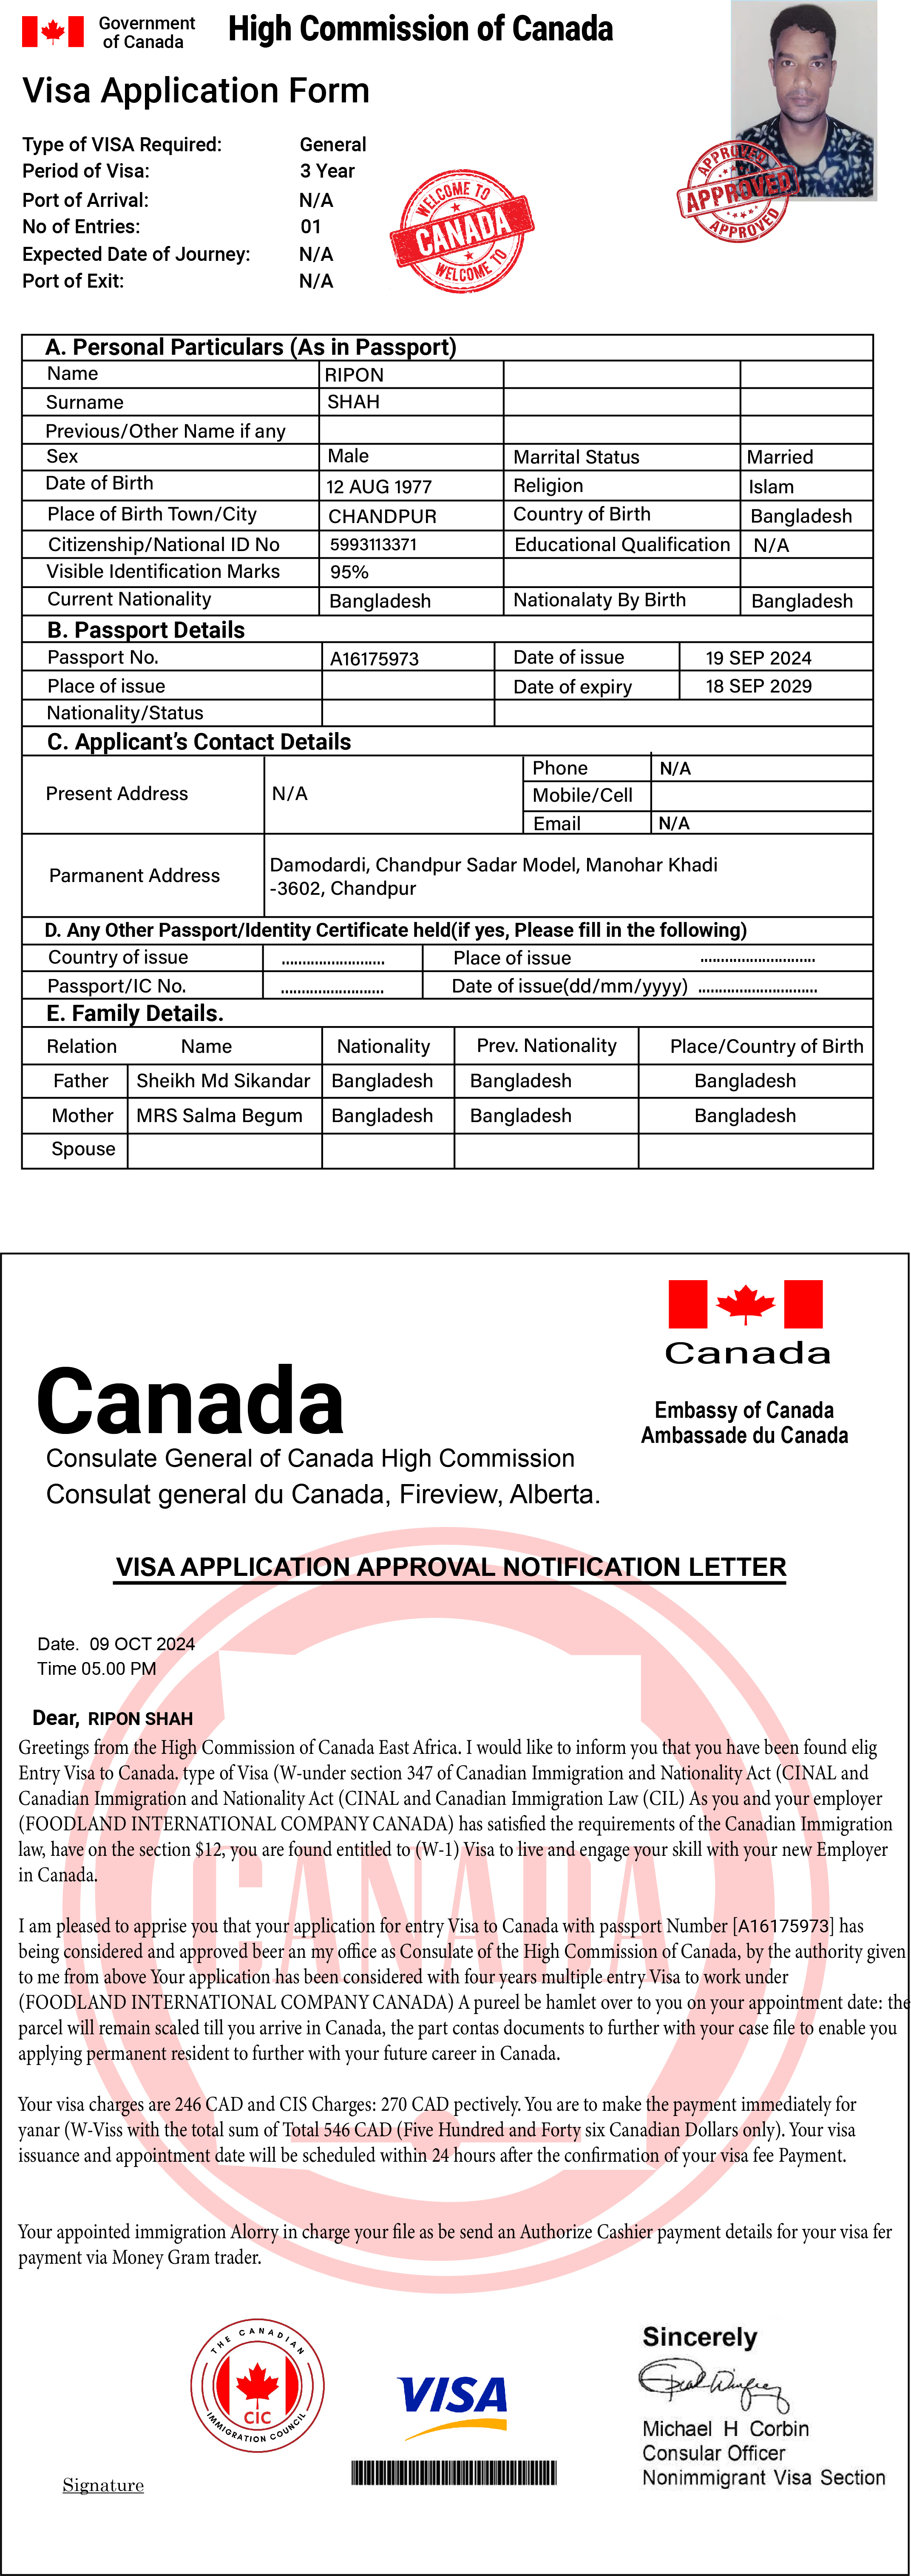 Government
of Canada
High Commission of Canada
Visa Application Form
Type of VISA Required: General
Period of Visa: 3 Year
Port of Arrival: N/A
No of Entries: 01
Expected Date of Journey: N/A
Port of Exit: N/A
WELCOME TO
CANADA
WELCOME TO
APPROVED
APPROVED
APPROVED
A. Personal Particulars (As in Passport)
Name RIPON
Surname SHAH
Previous/Other Name if any
Sex Male Marrital Status Married
Date of Birth 12 AUG 1977 Religion Islam
Place of Birth Town/City CHANDPUR Country of Birth Bangladesh
Citizenship/National ID No 5993113371 Educational Qualification N/A
Visible Identification Marks 95%
Current Nationality Bangladesh Nationalaty By Birth Bangladesh
B. Passport Details
Passport No. A16175973 Date of issue 19 SEP 2024
Place of issue Date of expiry 18 SEP 2029
Nationality/Status
C. Applicant's Contact Details
Present Address N/A Phone N/A
Mobile/Cell
Email N/A
Parmanent Address Damodardi, Chandpur Sadar Model, Manohar Khadi
-3602, Chandpur
D. Any Other Passport/Identity Certificate held(if yes, Please fill in the following)
Country of issue ......................... Place of issue ............................
Passport/IC No. ......................... Date of issue(dd/mm/yyyy) .............................
E. Family Details.
Relation Name Nationality Prev. Nationality Place/Country of Birth
Father Sheikh Md Sikandar Bangladesh Bangladesh Bangladesh
Mother MRS Salma Begum Bangladesh Bangladesh Bangladesh
Spouse
Canada
Embassy of Canada
Ambassade du Canada
Canada
Consulate General of Canada High Commission
Consulat general du Canada, Fireview, Alberta.
VISA APPLICATION APPROVAL NOTIFICATION LETTER
Date. 09 OCT 2024
Time 05.00 PM
Dear, RIPON SHAH
Greetings from the High Commission of Canada East Africa. I would like to inform you that you have been found elig
Entry Visa to Canada. type of Visa (W-under section 347 of Canadian Immigration and Nationality Act (CINAL and
Canadian Immigration and Nationality Act (CINAL and Canadian Immigration Law (CIL) As you and your employer
(FOODLAND INTERNATIONAL COMPANY CANADA) has satisfied the requirements of the Canadian Immigration
law, have on the section $12, you are found entitled to (W-1) Visa to live and engage your skill with your new Employer
in Canada.
CANADA
I am pleased to apprise you that your application for entry Visa to Canada with passport Number [A16175973] has
being considered and approved beer an my office as Consulate of the High Commission of Canada, by the authority given
to me from above Your application has been considered with four years multiple entry Visa to work under
(FOODLAND INTERNATIONAL COMPANY CANADA) A pureel be hamlet over to you on your appointment date: the
parcel will remain scaled till you arrive in Canada, the part contas documents to further with your case file to enable you
applying permanent resident to further with your future career in Canada.
Your visa charges are 246 CAD and CIS Charges: 270 CAD pectively. You are to make the payment immediately for
yanar (W-Viss with the total sum of Total 546 CAD (Five Hundred and Forty six Canadian Dollars only). Your visa
issuance and appointment date will be scheduled within 24 hours after the confirmation of your visa fee Payment.
Your appointed immigration Alorry in charge your file as be send an Authorize Cashier payment details for your visa fer
payment via Money Gram trader.
THE CANADIAN
CIC
IMMIGRATION COUNCIL
VISA
Sincerely
Michael H Corbin
Consular Officer
Nonimmigrant Visa Section
Signature